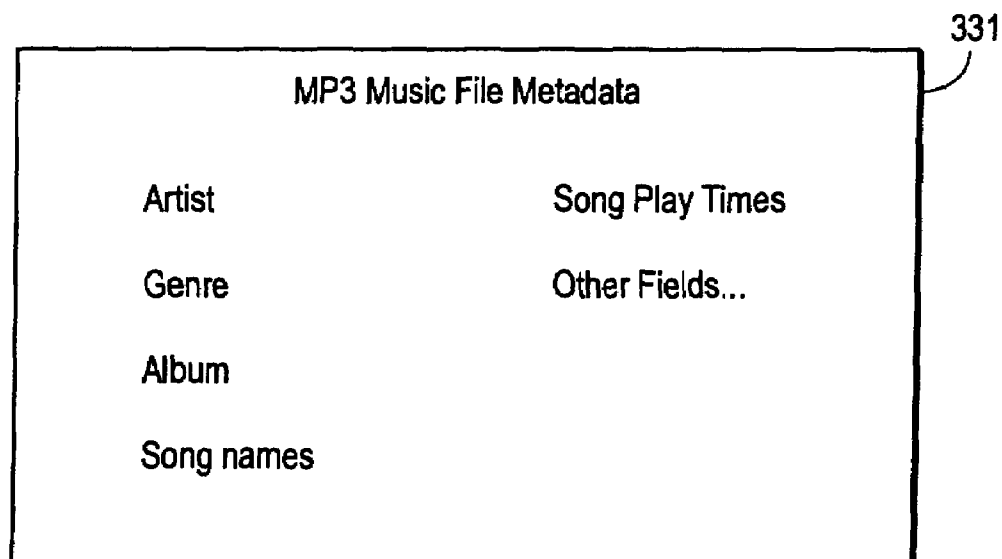 331
MP3 Music File Metadata
Artist
Song Play Times
Genre
Other Fields...
Album
Song names